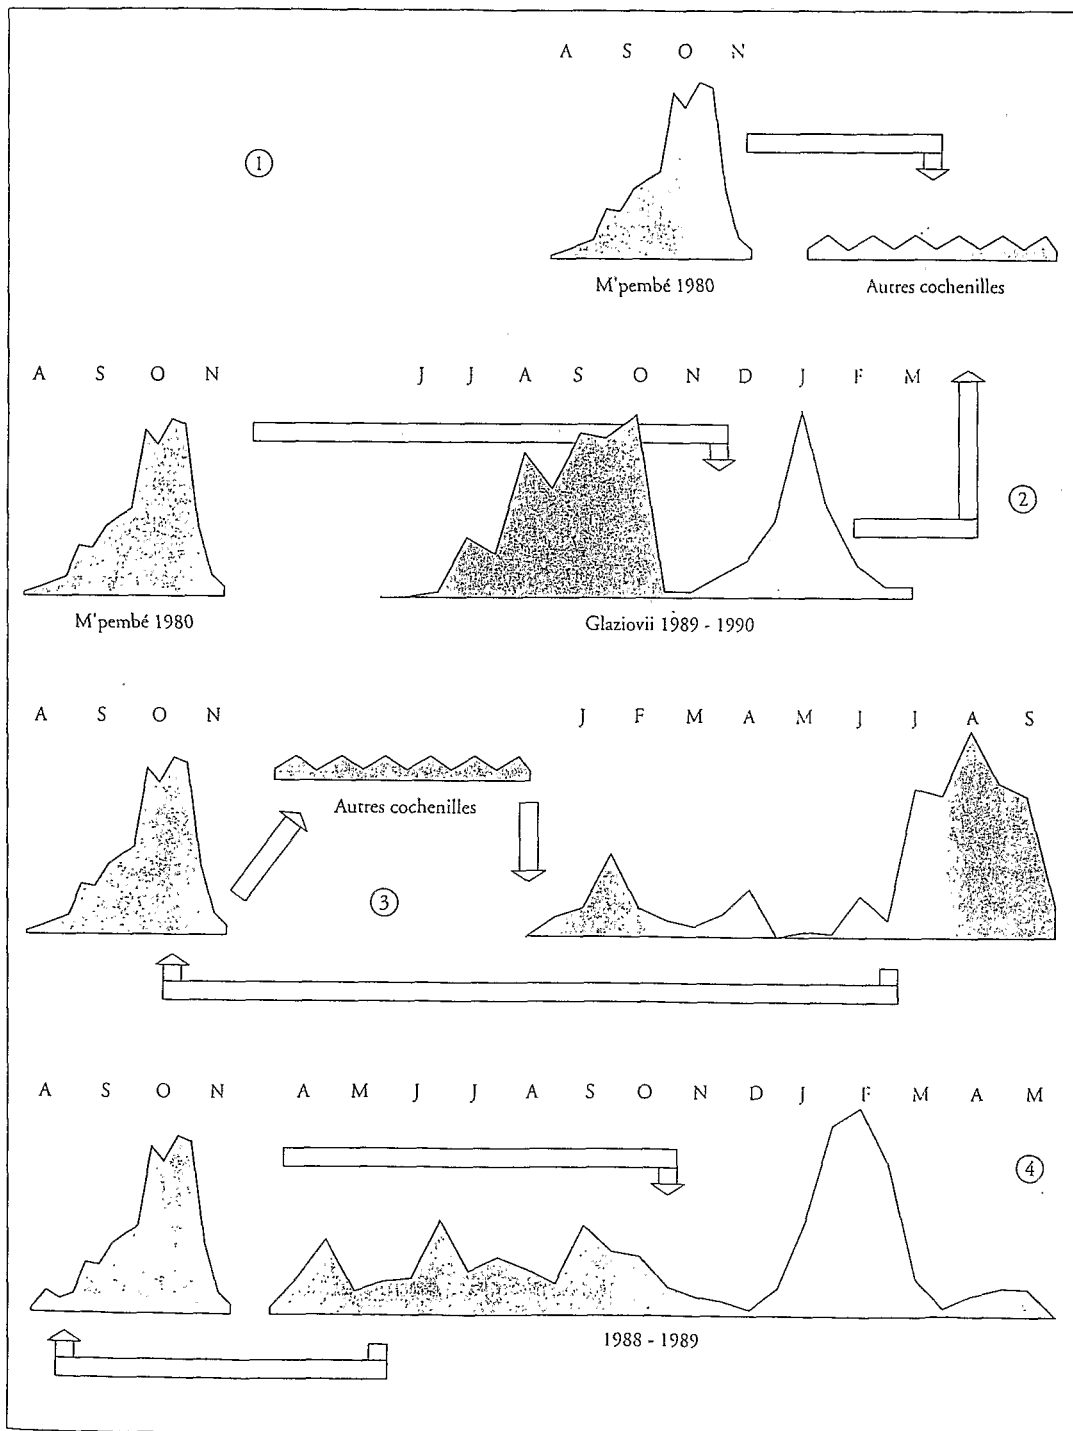 A S O N
①
M'pembé 1980
Autres cochenilles
A S O N
J J A S O N D J F M
②
M'pembé 1980
Glaziovii 1989 - 1990
A S O N
J F M A M J J A S
Autres cochenilles
③
A S O N
A M J J A S O N D J F M A M
④
1988 - 1989